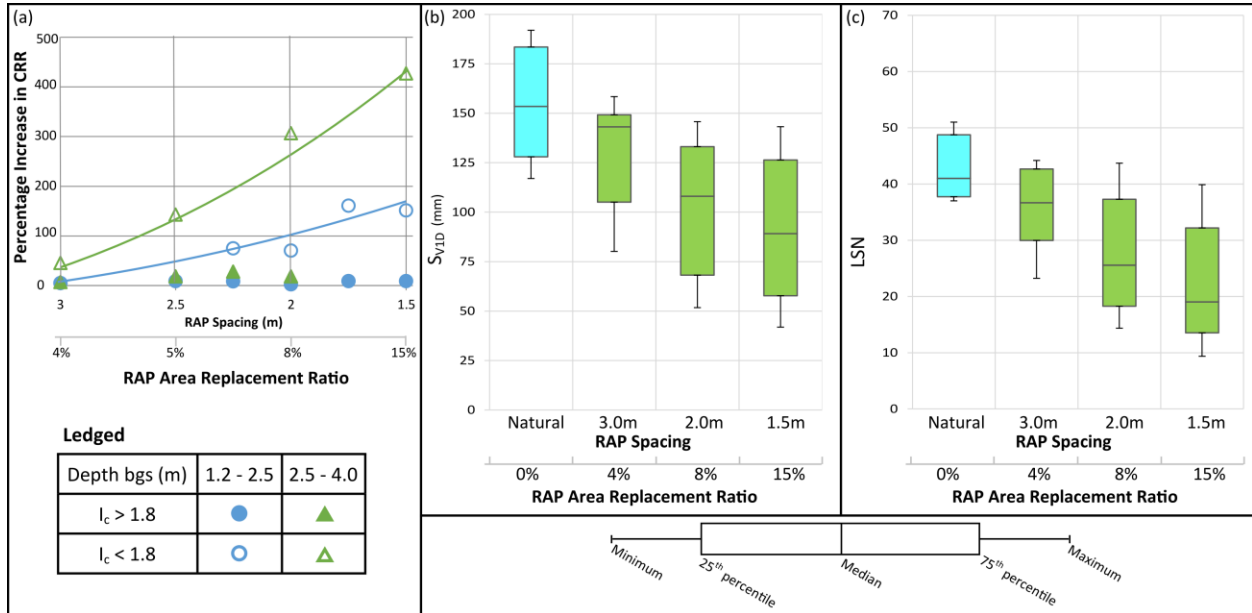 (a)
Percentage Increase in CRR
500
400
300
200
100
0
3
2.5
2
1.5
RAP Spacing (m)
4%
5%
8%
15%
RAP Area Replacement Ratio
Ledged
Depth bgs (m) 1.2 - 2.5 2.5 - 4.0
Ic > 1.8
Ic < 1.8
(b)
SV1D (mm)
200
175
150
125
100
75
50
25
0
Natural 3.0m 2.0m 1.5m
RAP Spacing
0% 4% 8% 15%
RAP Area Replacement Ratio
(c)
LSN
70
60
50
40
30
20
10
0
Natural 3.0m 2.0m 1.5m
RAP Spacing
0% 4% 8% 15%
RAP Area Replacement Ratio
Minimum
25th percentile
Median
75th percentile
Maximum